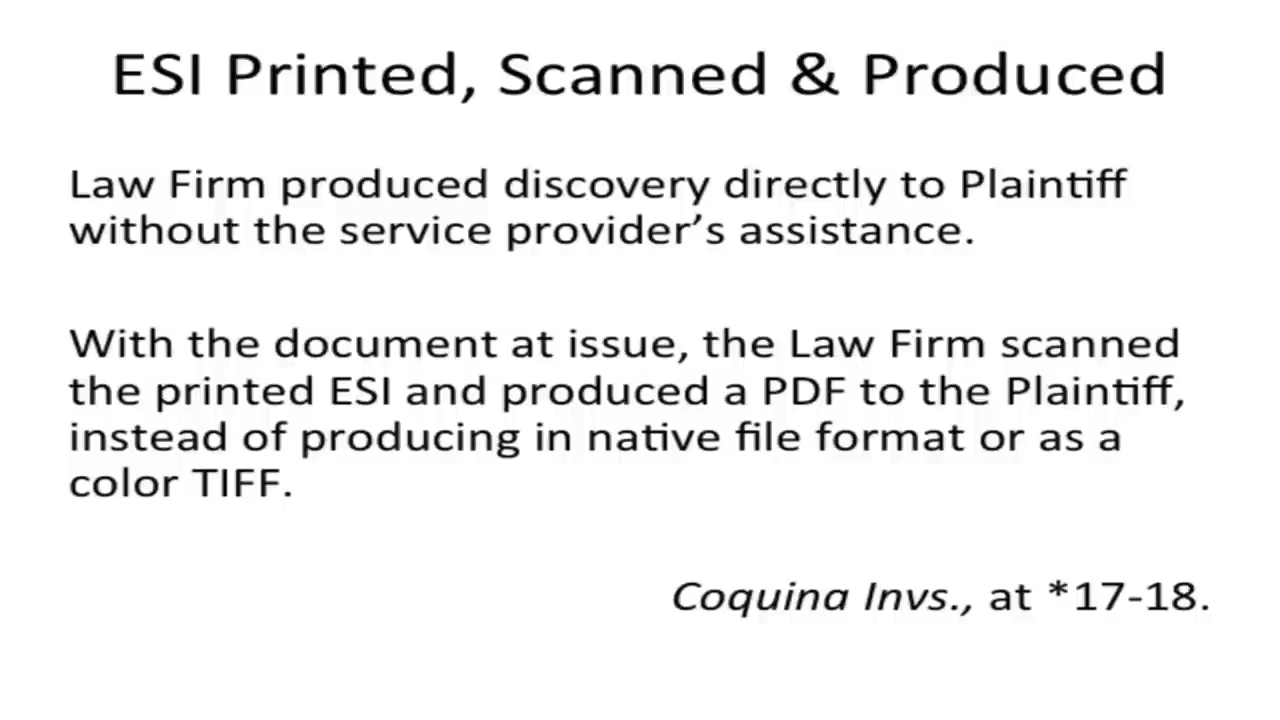 ESI Printed, Scanned & Produced
Law Firm produced discovery directly to Plaintiff
without the service provider’s assistance.
With the document at issue, the Law Firm scanned
the printed ESI and produced a PDF to the Plaintiff,
instead of producing in native file format or as a
color TIFF.
Coquina Invs., at *17-18.